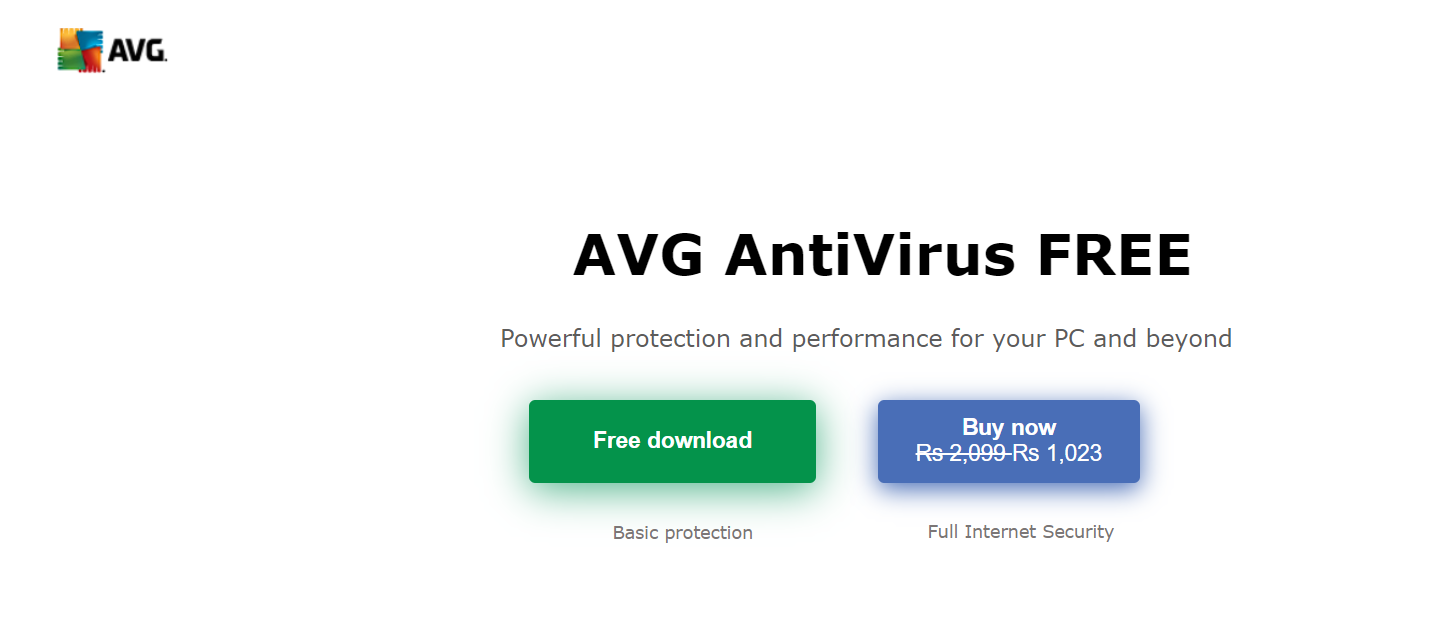 AVG.
AVG AntiVirus FREE
Powerful protection and performance for your PC and beyond
Free download
Buy now
Rs 2,099 Rs 1,023
Basic protection
Full Internet Security